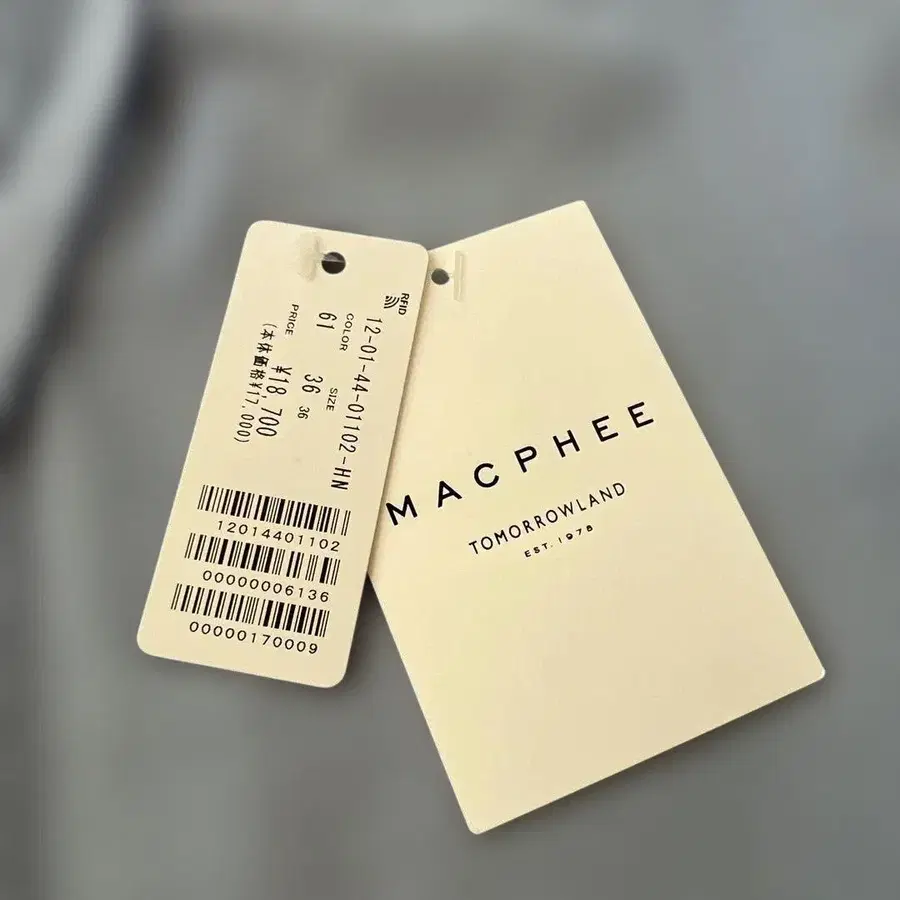 RFID
12-01-44-01102-HN
COLOR SIZE
61 36 36
PRICE ¥18,700
(本体価格¥17,000)
12014401102
00000006136
00000170009
MACPHEE
TOMORROWLAND
EST. 1978